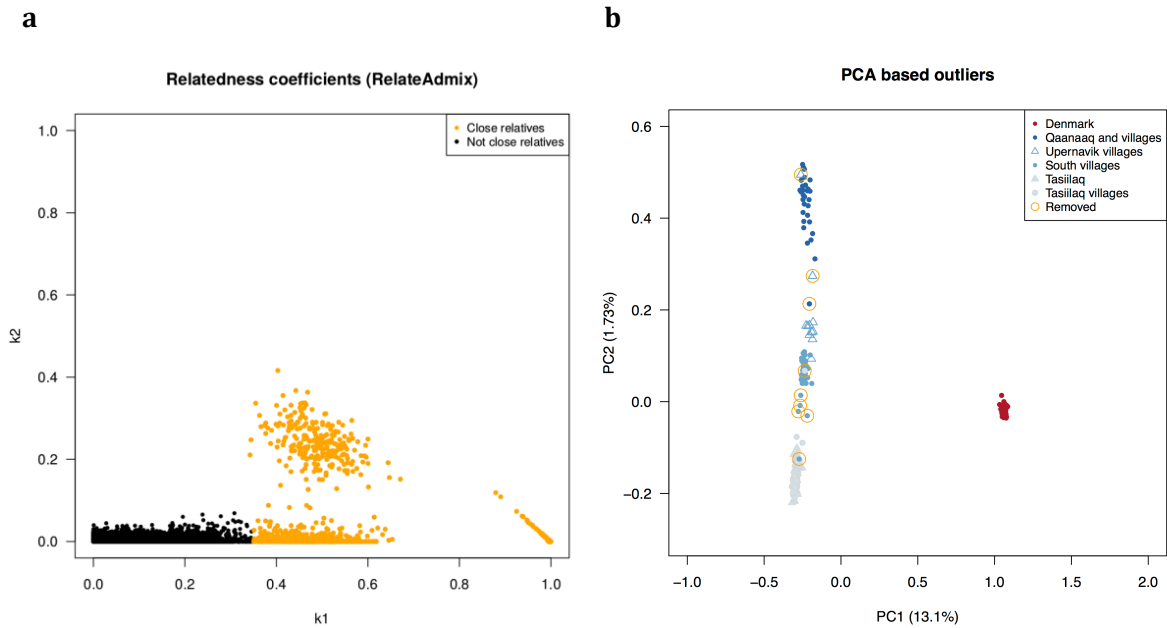 a
Relatedness coefficients (RelateAdmix)
Close relatives
Not close relatives
1.0
0.8
0.6
0.4
0.2
0.0
k2
0.0 0.2 0.4 0.6 0.8 1.0
k1
b
PCA based outliers
Denmark
Qaanaaq and villages
Upernavik villages
South villages
Tasiilaq
Tasiilaq villages
Removed
0.6
0.4
0.2
0.0
−0.2
PC2 (1.73%)
−1.0 −0.5 0.0 0.5 1.0 1.5 2.0
PC1 (13.1%)